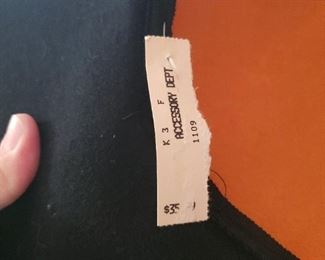 F
K 3
ACCESSORY DEPT
1109
$35